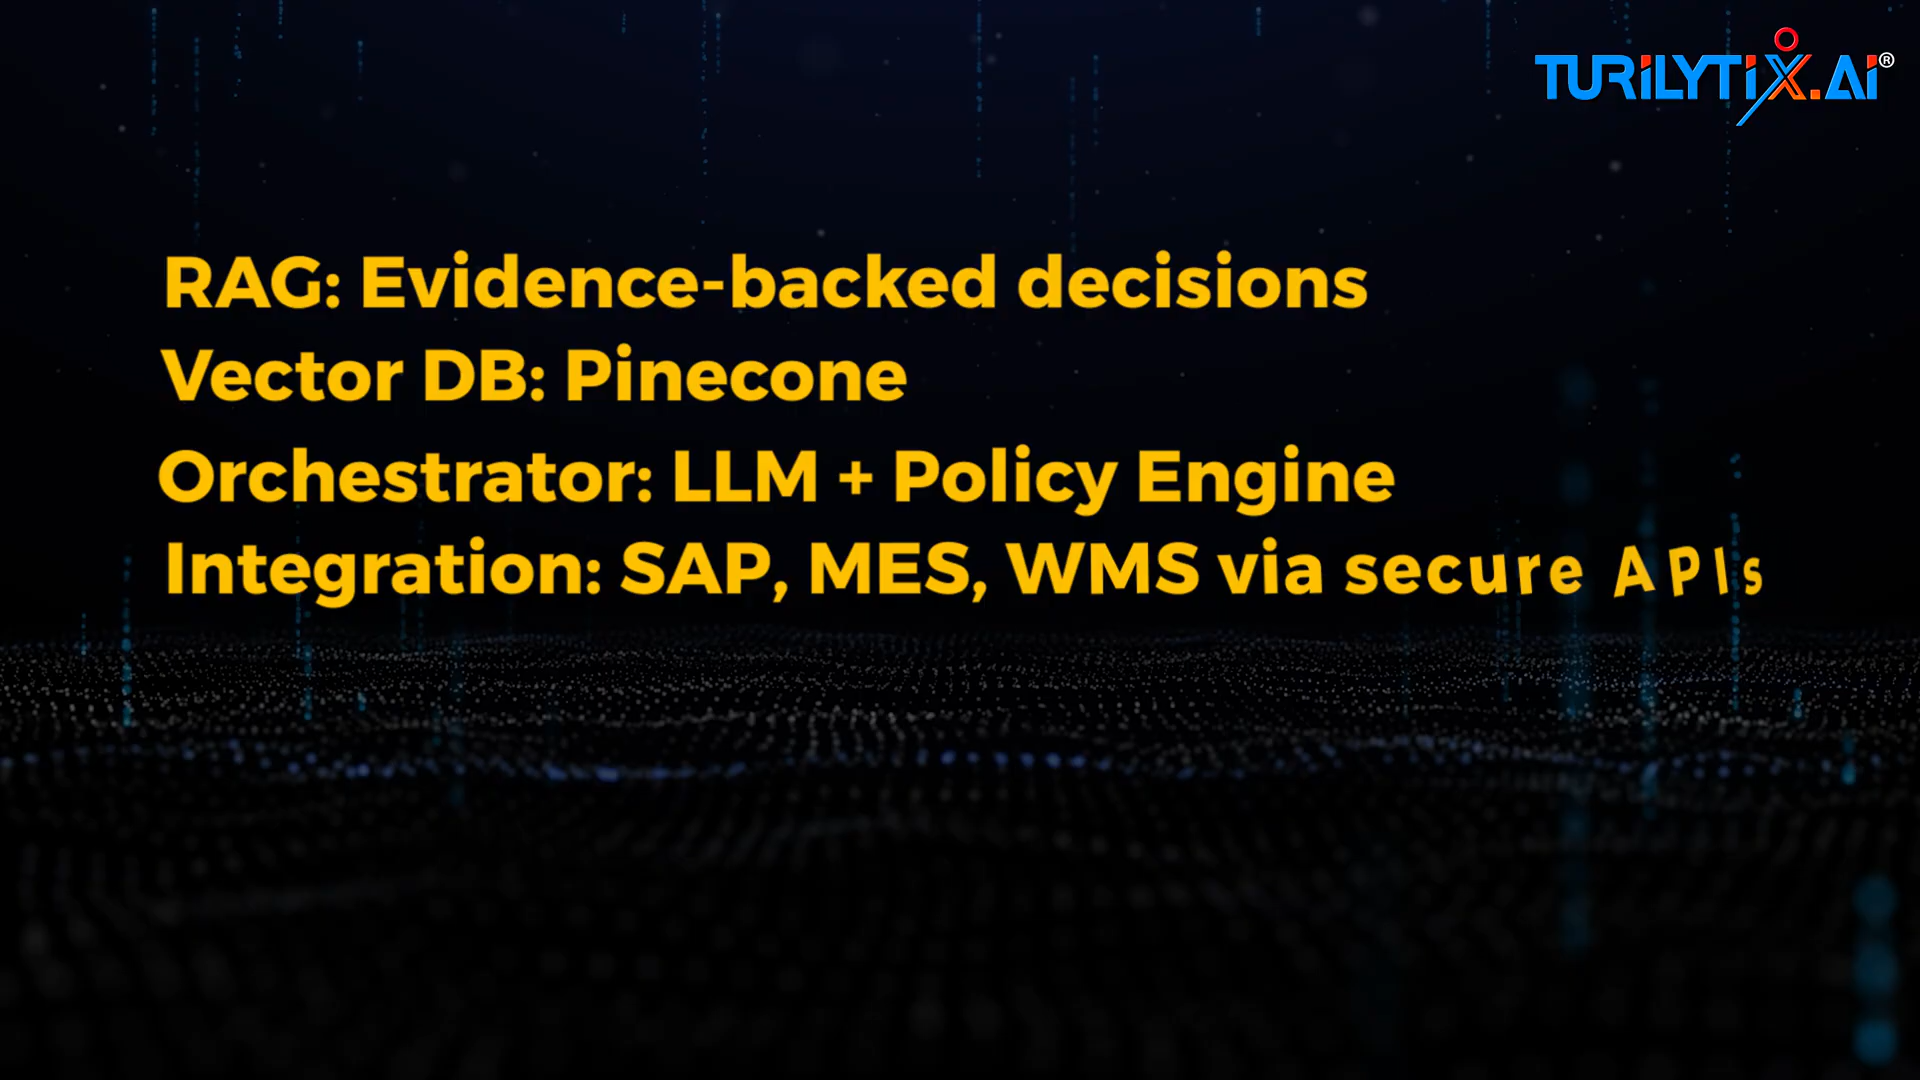 TURILYTIX.AI®
RAG: Evidence-backed decisions
Vector DB: Pinecone
Orchestrator: LLM + Policy Engine
Integration: SAP, MES, WMS via secure APIs